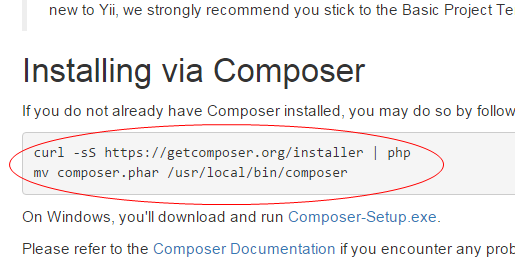 new to Yii, we strongly recommend you stick to the Basic Project Te
Installing via Composer
If you do not already have Composer installed, you may do so by follow
curl -sS https://getcomposer.org/installer | php
mv composer.phar /usr/local/bin/composer
On Windows, you'll download and run Composer-Setup.exe.
Please refer to the Composer Documentation if you encounter any prob